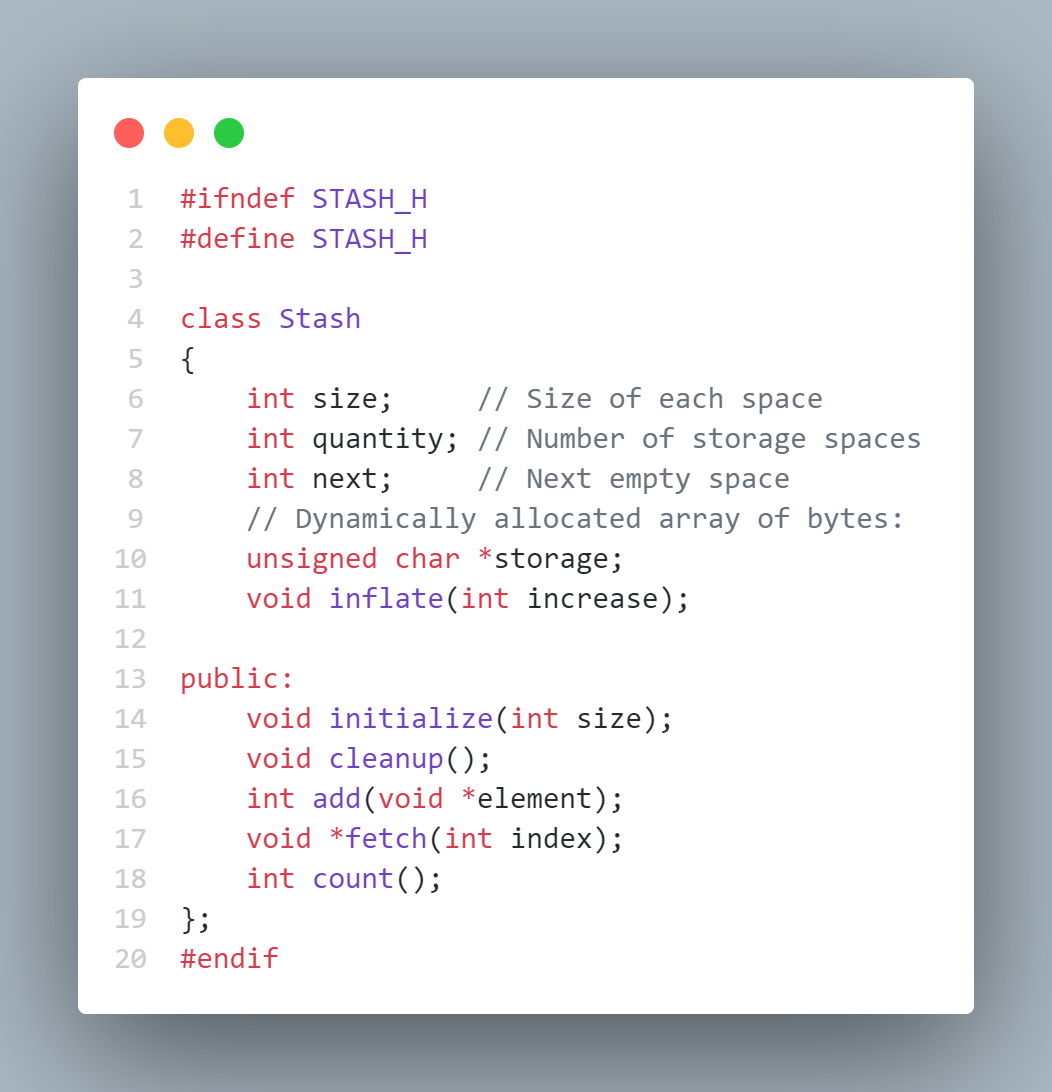 1 #ifndef STASH_H
2 #define STASH_H
3
4 class Stash
5 {
6     int size;     // Size of each space
7     int quantity; // Number of storage spaces
8     int next;     // Next empty space
9     // Dynamically allocated array of bytes:
10     unsigned char *storage;
11     void inflate(int increase);
12
13 public:
14     void initialize(int size);
15     void cleanup();
16     int add(void *element);
17     void *fetch(int index);
18     int count();
19 };
20 #endif